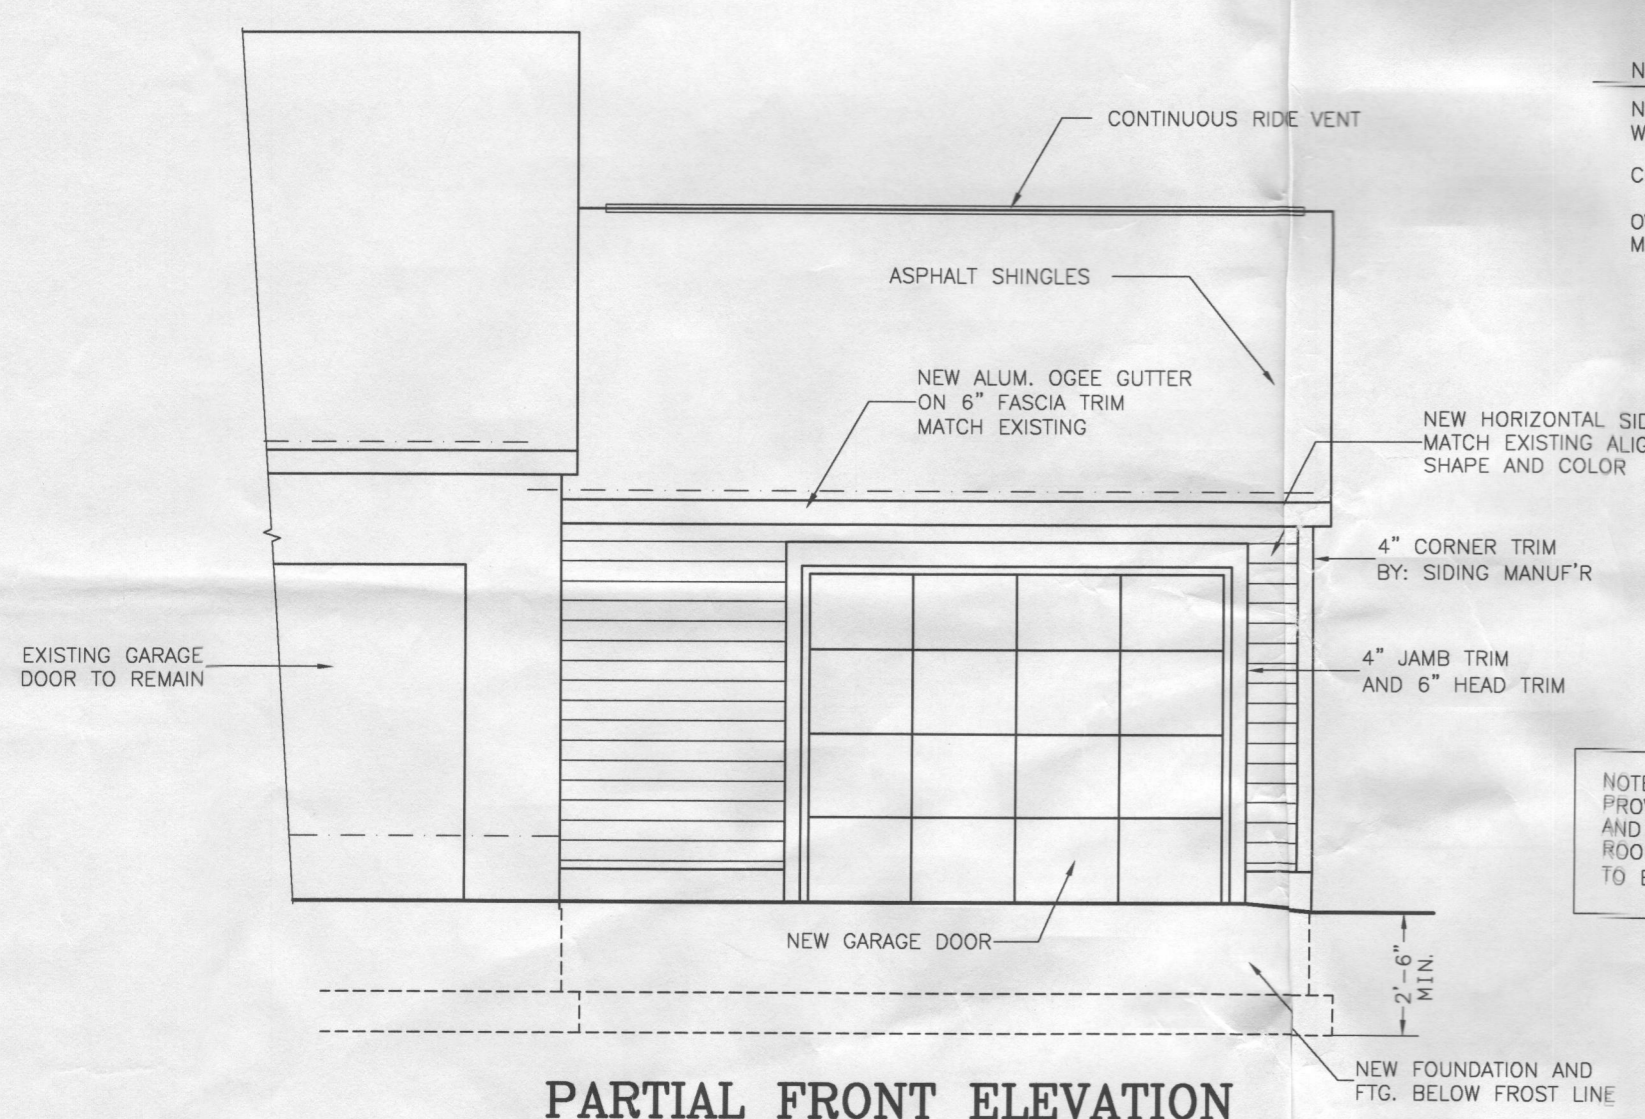 CONTINUOUS RIDE VENT
ASPHALT SHINGLES
NEW ALUM. OGEE GUTTER
ON 6" FASCIA TRIM
MATCH EXISTING
NEW HORIZONTAL
MATCH EXISTING
SHAPE AND COLOR
4" CORNER TRIM
BY: SIDING MANUF'R
4" JAMB TRIM
AND 6" HEAD TRIM
EXISTING GARAGE
DOOR TO REMAIN
AND
TO
NEW GARAGE DOOR
2'-6"
MIN.
NEW FOUNDATION AND
FTG. BELOW FROST LINE
PARTIAL FRONT ELEVATION